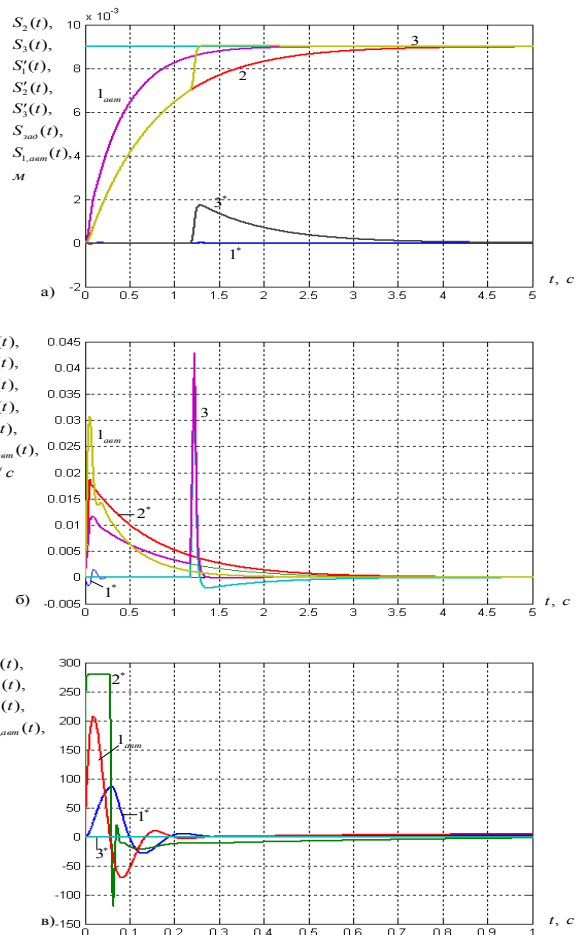 S₂(t),
S₃(t),
S′₁(t),
S′₂(t),
S′₃(t),
Sзад(t),
S₁,авт(t),
м
× 10⁻³
10
8
6
4
2
0
-2
1авт
2
3
3*
1*
0 0.5 1 1.5 2 2.5 3 3.5 4 4.5 5
t, с
а)
(t),
(t),
(t),
(t),
(t),
авт(t),
/ с
0.045
0.04
0.035
0.03
0.025
0.02
0.015
0.01
0.005
0
-0.005
3
1авт
2*
1*
0 0.5 1 1.5 2 2.5 3 3.5 4 4.5 5
t, с
б)
(t),
(t),
(t),
,авт(t),
300
250
200
150
100
50
0
-50
-100
-150
2*
1авт
1*
3*
0 0.1 0.2 0.3 0.4 0.5 0.6 0.7 0.8 0.9 1
t, с
в)